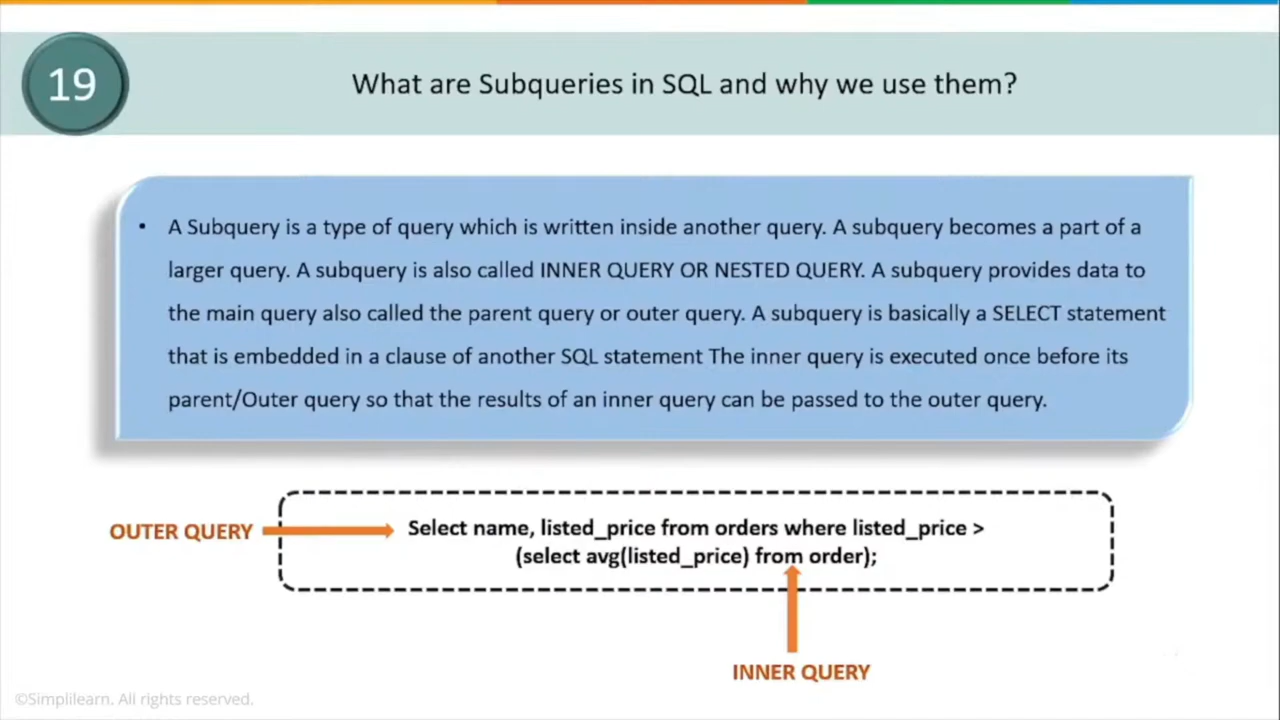 19
What are Subqueries in SQL and why we use them?
• A Subquery is a type of query which is written inside another query. A subquery becomes a part of a
larger query. A subquery is also called INNER QUERY OR NESTED QUERY. A subquery provides data to
the main query also called the parent query or outer query. A subquery is basically a SELECT statement
that is embedded in a clause of another SQL statement The inner query is executed once before its
parent/Outer query so that the results of an inner query can be passed to the outer query.
OUTER QUERY
Select name, listed_price from orders where listed_price >
(select avg(listed_price) from order);
INNER QUERY
©Simplilearn. All rights reserved.